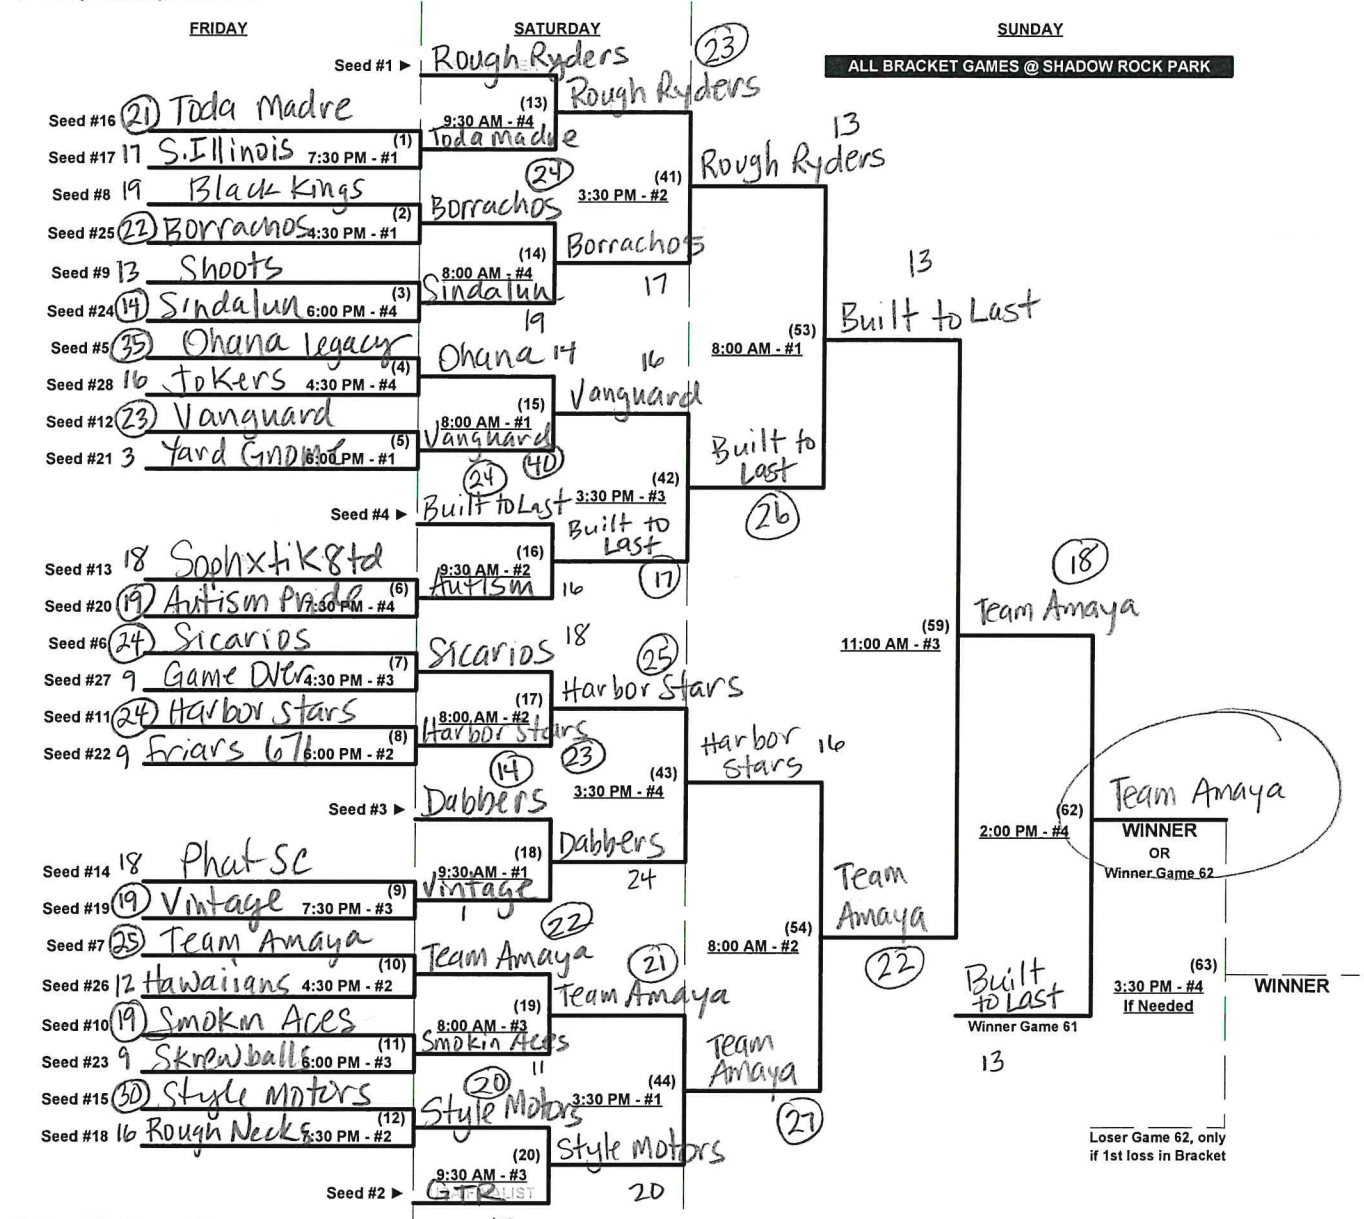 FRIDAY
SATURDAY
SUNDAY
ALL BRACKET GAMES @ SHADOW ROCK PARK
Seed #1 ► Rough Ryders
23
Rough Ryders
(13)
9:30 AM - #4
Seed #16 21 Toda Madre
(1)
Toda Madre
Seed #17 17 S.Illinois 7:30 PM - #1
24
13
Rough Ryders
(41)
3:30 PM - #2
Seed #8 19 Black Kings
(2)
Borrachos
Seed #25 22 Borrachos 4:30 PM - #1
(14)
8:00 AM - #4
Borrachos
17
Seed #9 13 Shoots
(3)
Sindalun
19
Seed #24 14 Sindalun 6:00 PM - #4
13
Built to Last
(53)
8:00 AM - #1
Seed #5 35 Ohana legacy
(4)
Ohana 14
16
Seed #28 16 Jokers 4:30 PM - #4
(15)
8:00 AM - #1
Vanguard
Seed #12 23 Vanguard
(5)
Vanguard
40
Seed #21 3 Yard Gnome 6:00 PM - #1
(42)
3:30 PM - #3
Built to
Last
26
24
Seed #4 ► Built to Last
Built to
Last
17
(16)
9:30 AM - #2
Seed #13 18 Sophxtik8td
(6)
Autism
16
Seed #20 19 Autism Pride 7:30 PM - #4
18
Team Amaya
(59)
11:00 AM - #3
Seed #6 24 Sicarios
(7)
Sicarios 18
25
Seed #27 9 Game Over 4:30 PM - #3
(17)
8:00 AM - #2
Harbor Stars
Seed #11 24 Harbor stars
(8)
Harbor Stars
23
Seed #22 9 Friars 671 6:00 PM - #2
(43)
3:30 PM - #4
Harbor
Stars
16
14
Seed #3 ► Dabbers
(18)
9:30 AM - #1
Dabbers
24
Seed #14 18 Phat Sc
(9)
Vintage
1
Seed #19 19 Vintage 7:30 PM - #3
(62)
2:00 PM - #4
Team Amaya
WINNER
OR
Winner Game 62
Team
Amaya
22
(54)
8:00 AM - #2
22
Seed #7 25 Team Amaya
(10)
Team Amaya
21
Seed #26 12 Hawaiians 4:30 PM - #2
(19)
8:00 AM - #3
Team Amaya
Seed #10 19 Smokin Aces
(11)
Smokin Aces
11
Seed #23 9 Skrewballs 6:00 PM - #3
Built
to Last
Winner Game 61
13
(63)
3:30 PM - #4
If Needed
WINNER
(44)
3:30 PM - #1
Team
Amaya
27
20
Seed #15 30 Style Motors
(12)
Style Motors
Seed #18 16 Rough Necks 7:30 PM - #2
(20)
9:30 AM - #3
Style Motors
20
Seed #2 ► GTR
Loser Game 62, only
if 1st loss in Bracket